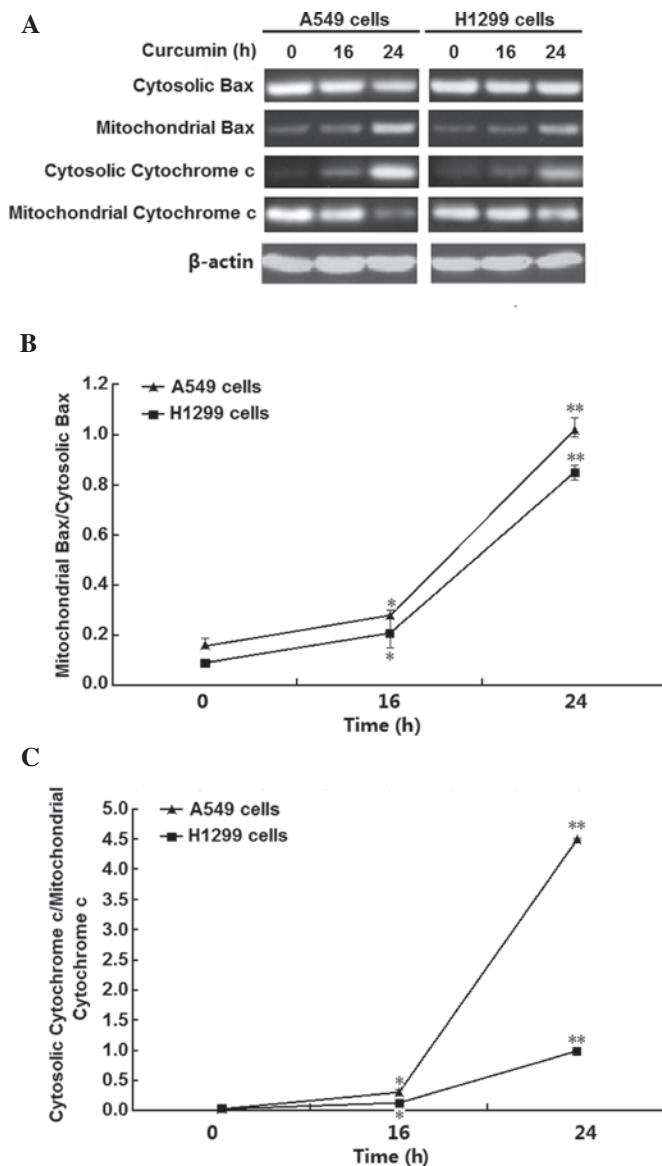 A
A549 cells H1299 cells
Curcumin (h) 0 16 24 0 16 24
Cytosolic Bax
Mitochondrial Bax
Cytosolic Cytochrome c
Mitochondrial Cytochrome c
β-actin
B
Mitochondrial Bax/Cytosolic Bax
1.2
1.0
0.8
0.6
0.4
0.2
0.0
A549 cells
H1299 cells
**
**
*
*
0 16 24
Time (h)
C
Cytosolic Cytochrome c/Mitochondrial
Cytochrome c
5.0
4.5
4.0
3.5
3.0
2.5
2.0
1.5
1.0
0.5
0.0
A549 cells
H1299 cells
**
**
*
*
0 16 24
Time (h)